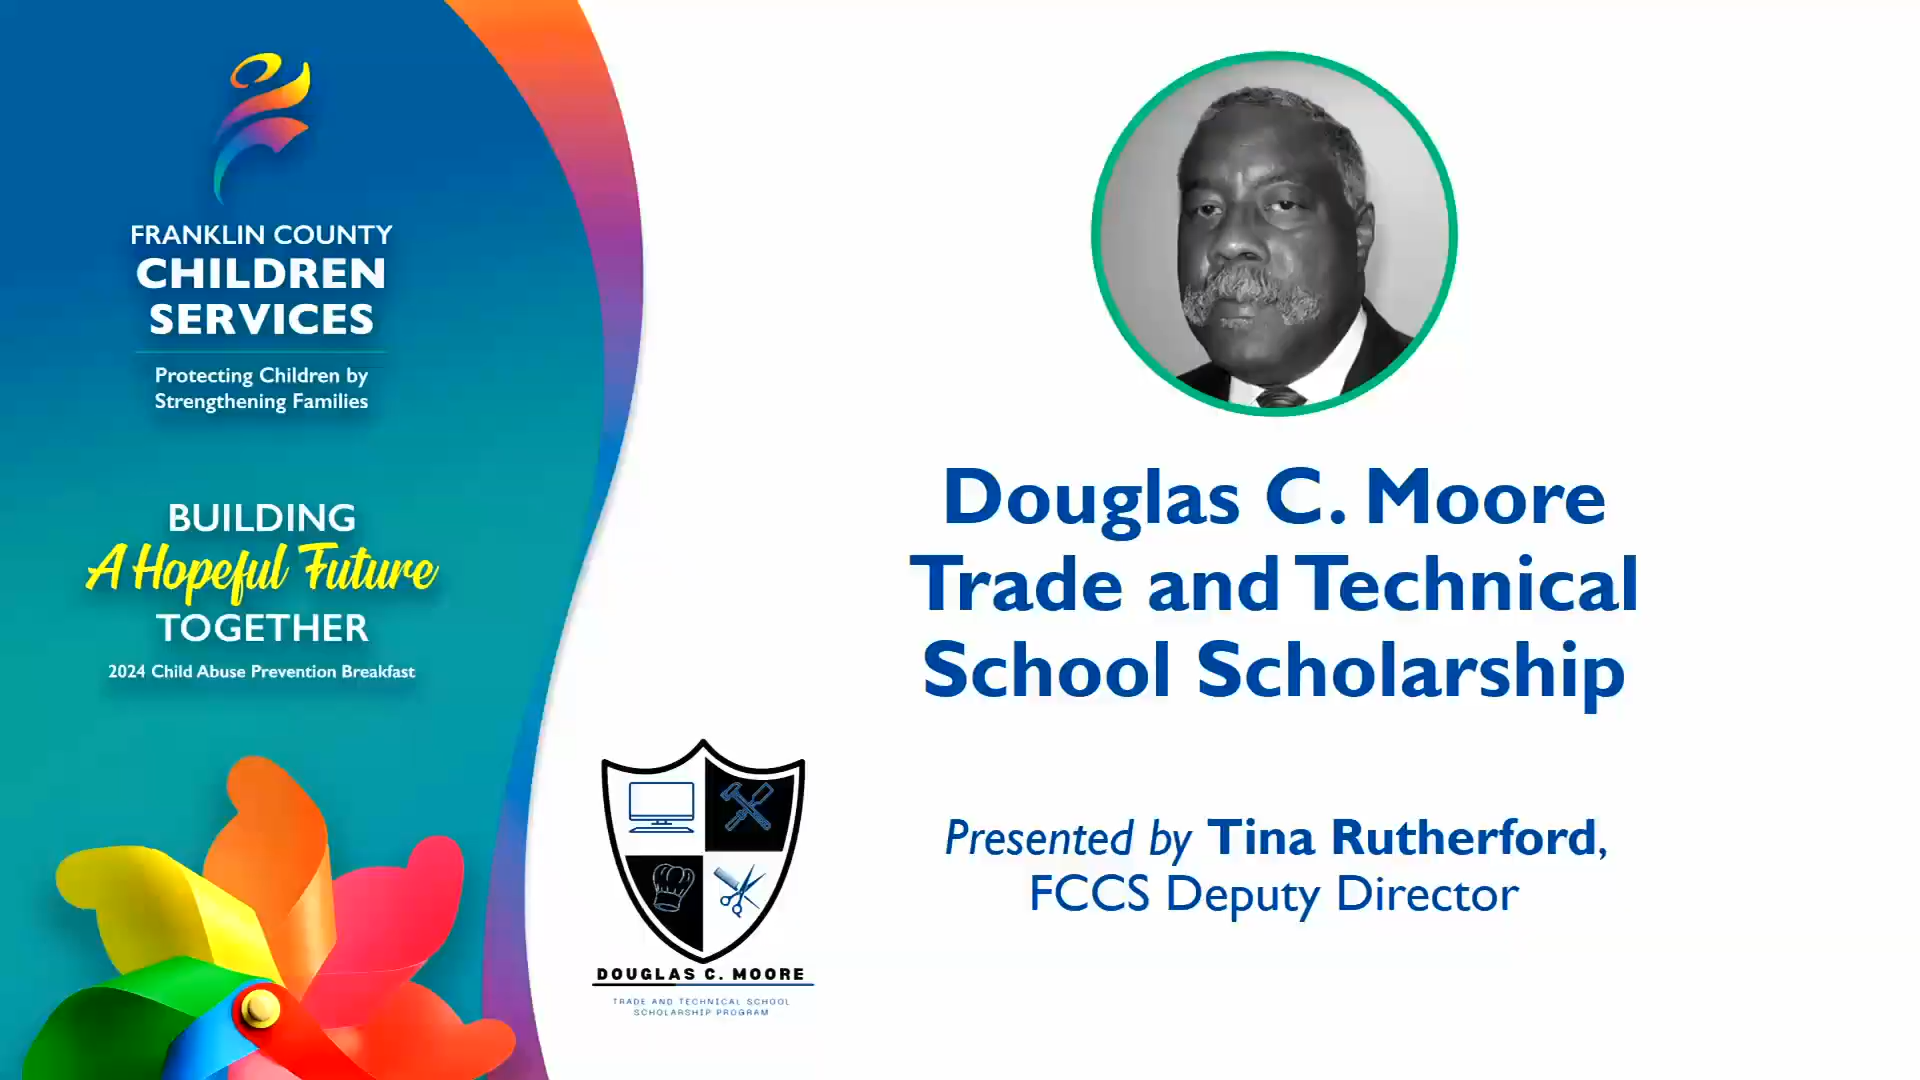 FRANKLIN COUNTY
CHILDREN
SERVICES
Protecting Children by
Strengthening Families
BUILDING
A Hopeful Future
TOGETHER
2024 Child Abuse Prevention Breakfast
Douglas C. Moore
Trade and Technical
School Scholarship
Presented by Tina Rutherford,
FCCS Deputy Director
DOUGLAS C. MOORE
TRADE AND TECHNICAL SCHOOL
SCHOLARSHIP PROGRAM